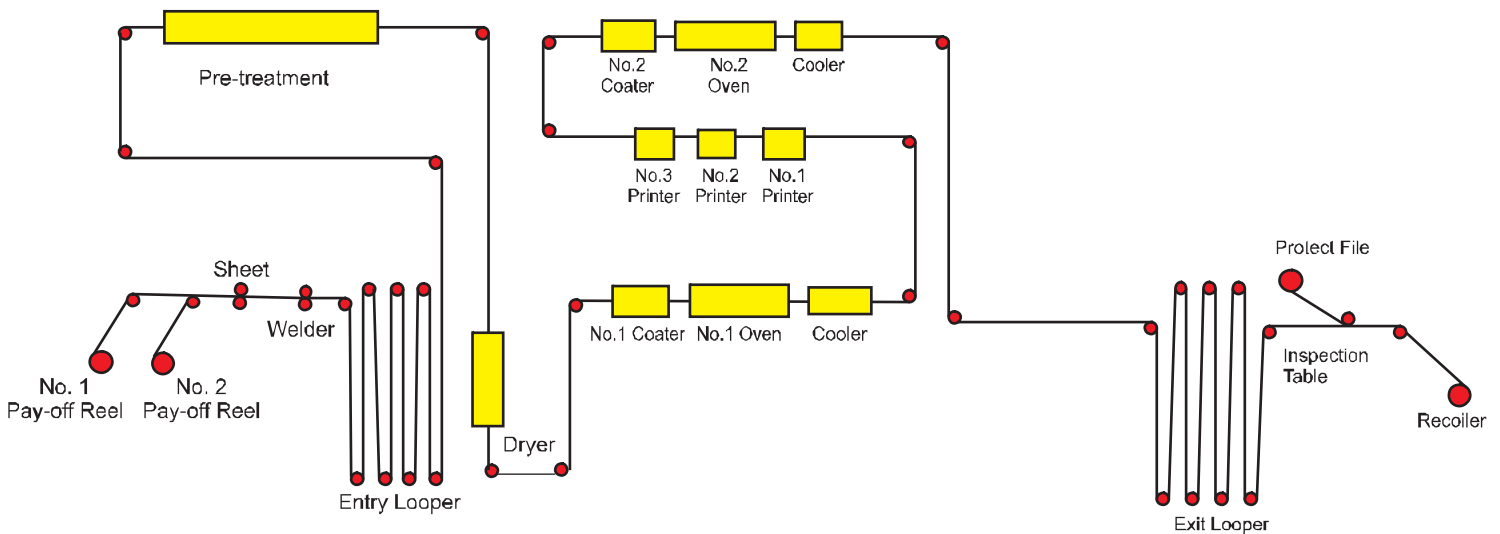 Pre-treatment
No.2
Coater
No.2
Oven
Cooler
No.3
Printer
No.2
Printer
No.1
Printer
Sheet
Welder
No. 1
Pay-off Reel
No. 2
Pay-off Reel
Entry Looper
Dryer
No.1 Coater
No.1 Oven
Cooler
Protect File
Inspection
Table
Recoiler
Exit Looper